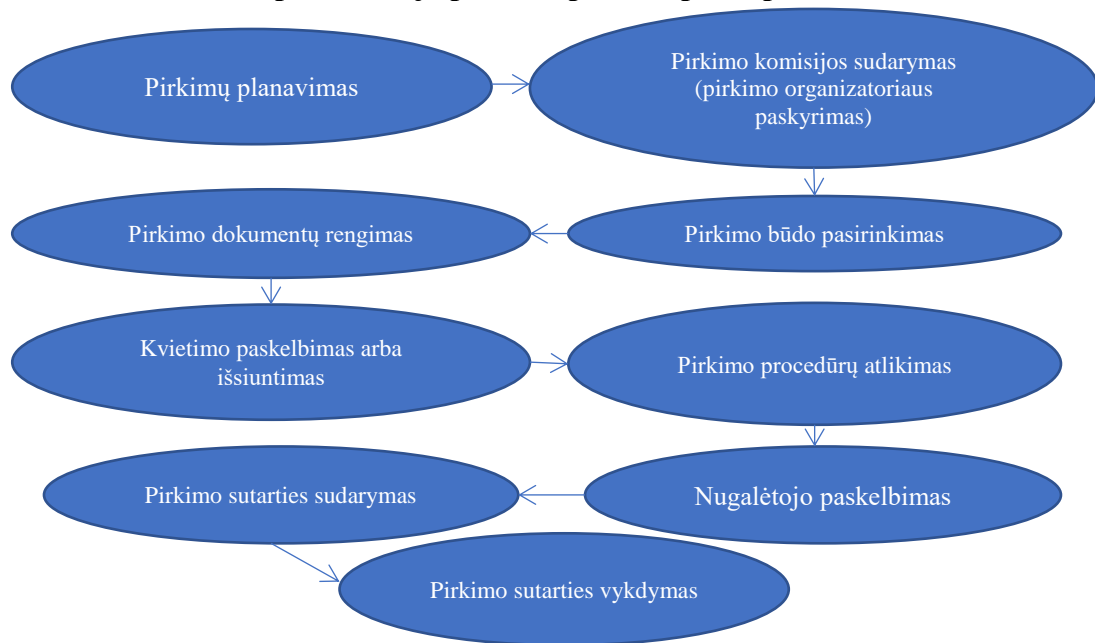 Pirkimų planavimas
Pirkimo komisijos sudarymas
(pirkimo organizatoriaus
paskyrimas)
Pirkimo būdo pasirinkimas
Pirkimo dokumentų rengimas
Kvietimo paskelbimas arba
išsiuntimas
Pirkimo procedūrų atlikimas
Nugalėtojo paskelbimas
Pirkimo sutarties sudarymas
Pirkimo sutarties vykdymas